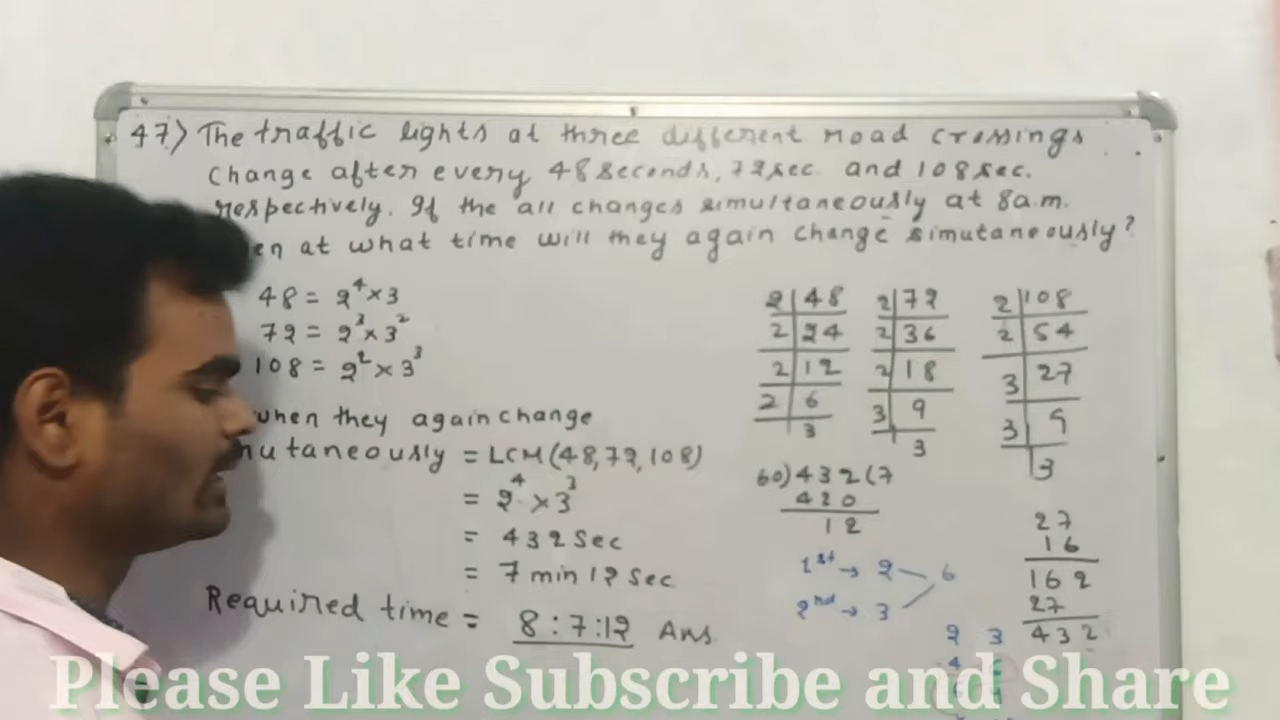 47.) The traffic lights at three different road crossings
change after every 48 seconds, 72 sec. and 108 sec.
respectively. If the all changes simultaneously at 8 a.m.
at what time will they again change simutaneously?
48 = 2⁴×3
72 = 2³×3²
108 = 2²×3³
when they again change
= LCM (48,72,108)
= 2⁴ × 3³
= 432 Sec
= 7 min 12 Sec
Required time = 8:7:12 Ans
2 | 48
2 | 24
2 | 12
2 | 6
3
2 | 72
2 | 36
2 | 18
3 | 9
3
2 | 108
2 | 54
3 | 27
3 | 9
3
60) 432 (7
420
12
27
16
162
27
432
1st → 2
6
2nd → 3
2 3
4
Please Like Subscribe and Share